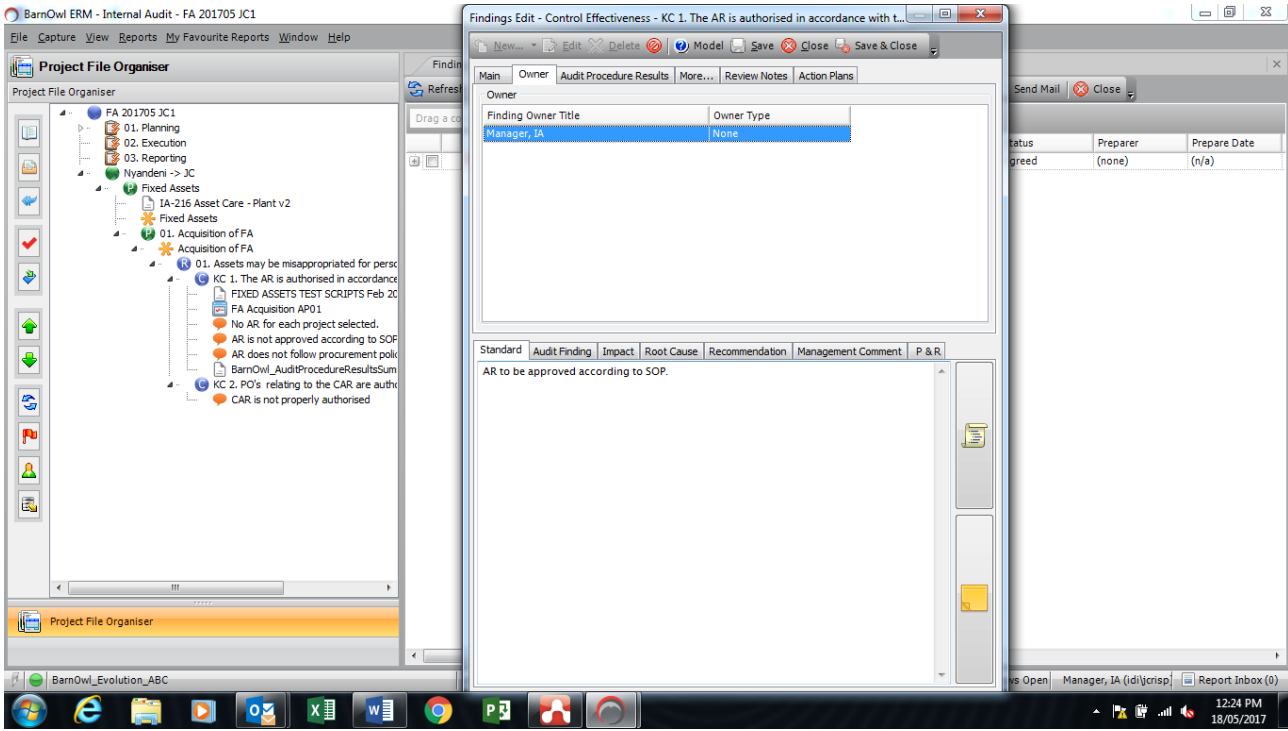 BarnOwl ERM - Internal Audit - FA 201705 JC1
File Capture View Reports My Favourite Reports Window Help
Project File Organiser
Project File Organiser
FA 201705 JC1
01. Planning
02. Execution
03. Reporting
Nyandeni -> JC
Fixed Assets
IA-216 Asset Care - Plant v2
Fixed Assets
01. Acquisition of FA
Acquisition of FA
01. Assets may be misappropriated for perso
KC 1. The AR is authorised in accordance
FIXED ASSETS TEST SCRIPTS Feb 20
FA Acquisition AP01
No AR for each project selected.
AR is not approved according to SOP
AR does not follow procurement polic
BarnOwl_AuditProcedureResultsSum
KC 2. PO's relating to the CAR are autho
CAR is not properly authorised
Project File Organiser
Findin
Refres
Drag a co
Findings Edit - Control Effectiveness - KC 1. The AR is authorised in accordance with t...
New... Edit Delete Model Save Close Save & Close
Main Owner Audit Procedure Results More... Review Notes Action Plans
Owner
Finding Owner Title Owner Type
Manager, IA None
Standard Audit Finding Impact Root Cause Recommendation Management Comment P & R
AR to be approved according to SOP.
Send Mail Close
tatus Preparer Prepare Date
greed (none) (n/a)
BarnOwl_Evolution_ABC
ws Open Manager, IA (idi\jcrisp) Report Inbox (0)
12:24 PM
18/05/2017